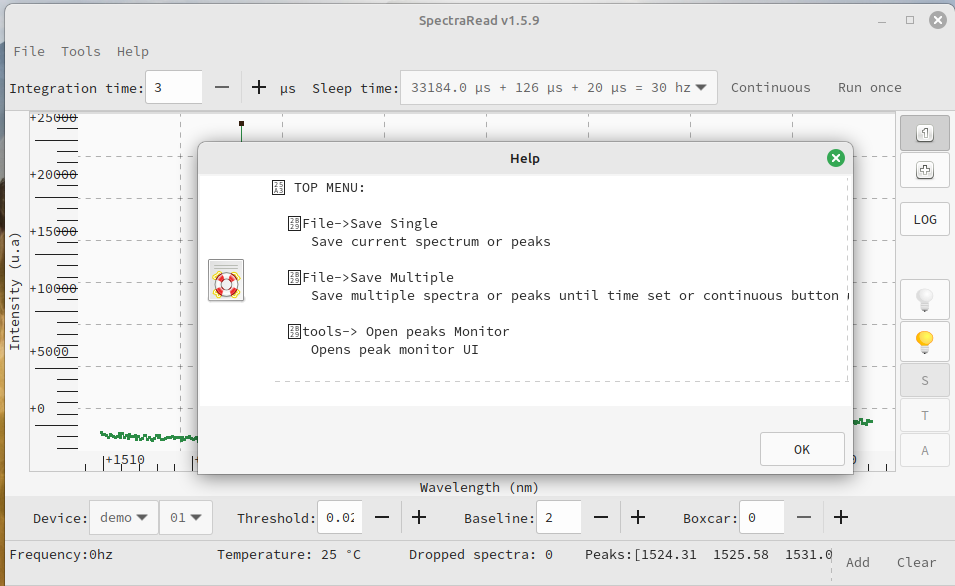 SpectraRead v1.5.9
File Tools Help
Integration time: 3 − + µs Sleep time: 33184.0 µs + 126 µs + 20 µs = 30 hz Continuous Run once
+25000
+20000
+15000
+10000
+5000
+0
Intensity (u.a)
+1510
Wavelength (nm)
Help
TOP MENU:
File->Save Single
Save current spectrum or peaks
File->Save Multiple
Save multiple spectra or peaks until time set or continuous button
tools-> Open peaks Monitor
Opens peak monitor UI
OK
1
LOG
S
T
A
Device: demo 01 Threshold: 0.02 − + Baseline: 2 − + Boxcar: 0 − +
Frequency:0hz Temperature: 25 °C Dropped spectra: 0 Peaks:[1524.31 1525.58 1531.0 Add Clear